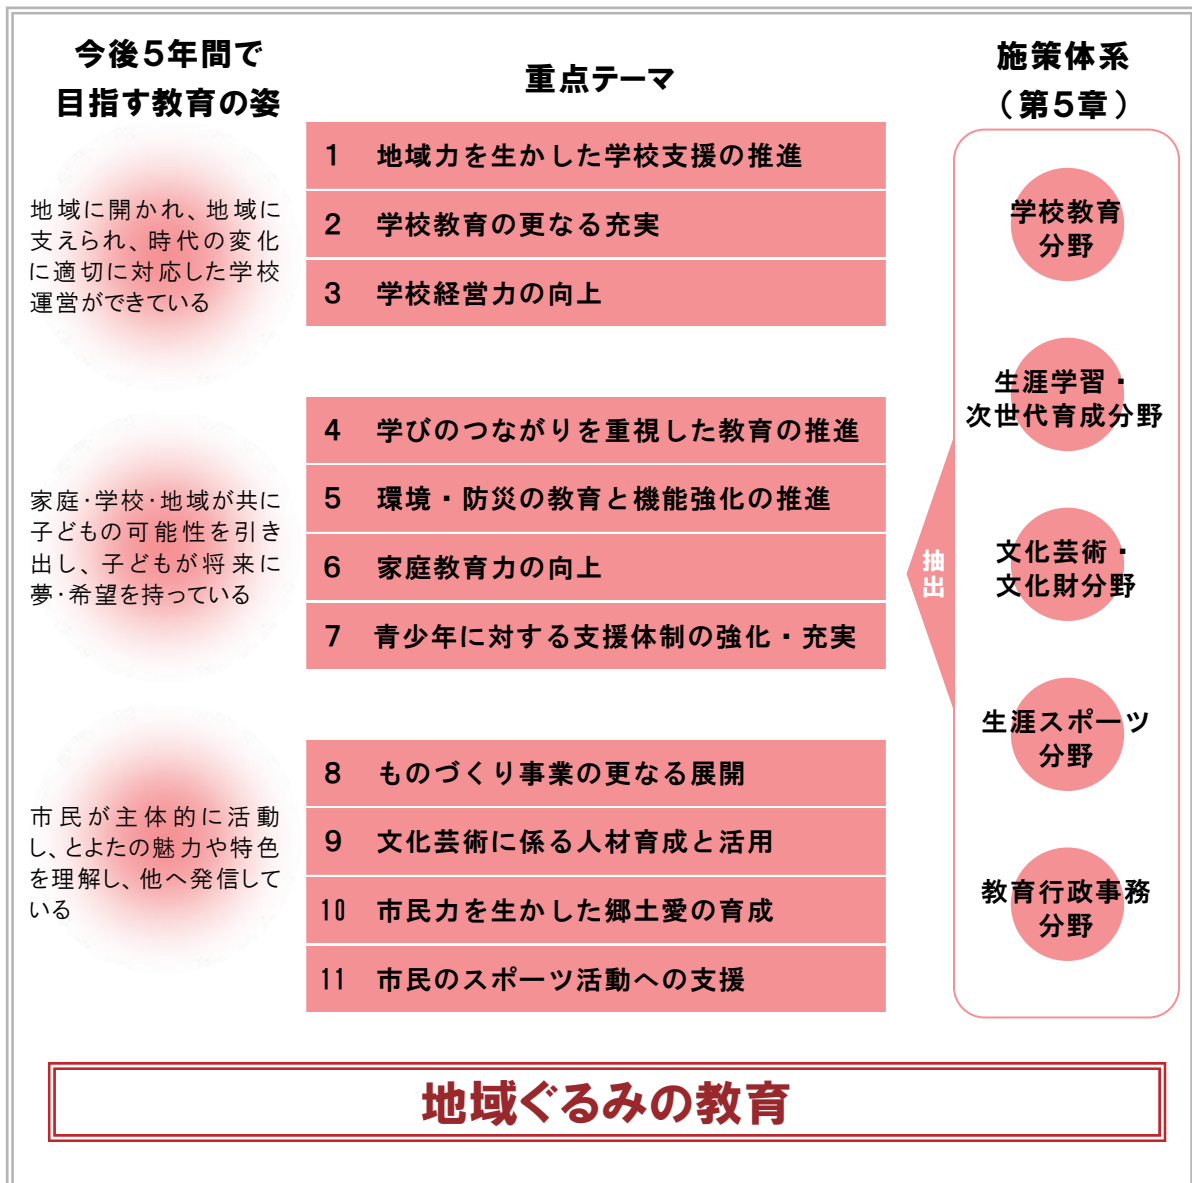 今後5年間で
目指す教育の姿
地域に開かれ、地域に
支えられ、時代の変化
に適切に対応した学校
運営ができている
家庭・学校・地域が共に
子どもの可能性を引き
出し、子どもが将来に
夢・希望を持っている
市民が主体的に活動
し、とよたの魅力や特色
を理解し、他へ発信して
いる
重点テーマ
1 地域力を生かした学校支援の推進
2 学校教育の更なる充実
3 学校経営力の向上
4 学びのつながりを重視した教育の推進
5 環境・防災の教育と機能強化の推進
6 家庭教育力の向上
7 青少年に対する支援体制の強化・充実
8 ものづくり事業の更なる展開
9 文化芸術に係る人材育成と活用
10 市民力を生かした郷土愛の育成
11 市民のスポーツ活動への支援
抽出
施策体系
（第5章）
学校教育
分野
生涯学習・
次世代育成分野
文化芸術・
文化財分野
生涯スポーツ
分野
教育行政事務
分野
地域ぐるみの教育